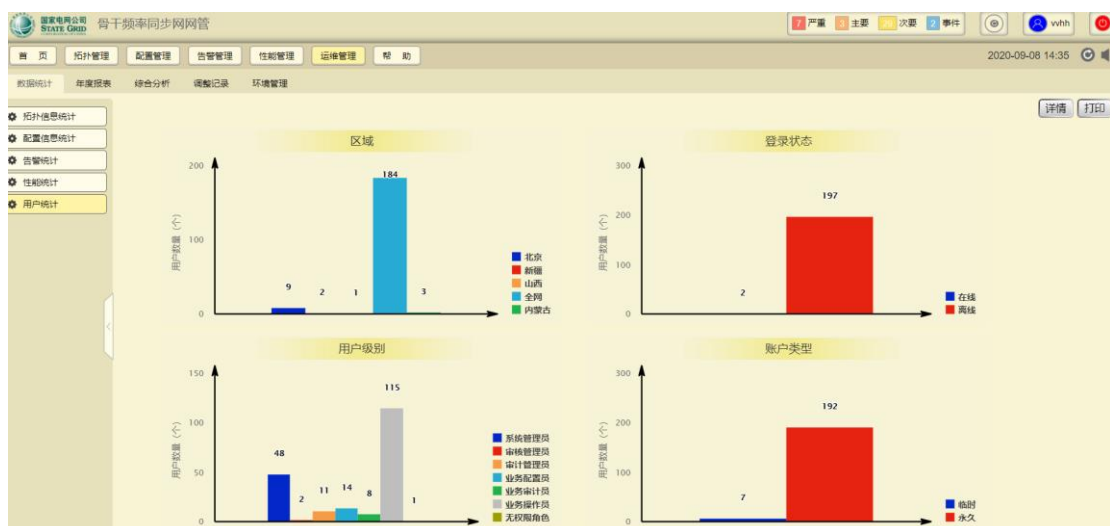 国家电网公司 骨干频率同步网网管 7 严重 3 主要 次要 2 事件 vvhh
STATE GRID
首 页 拓扑管理 配置管理 告警管理 性能管理 运维管理 帮 助 2020-09-08 14:35
数据统计 年度报表 综合分析 调整记录 环境管理
详情 打印
拓扑信息统计
配置信息统计
告警统计
性能统计
用户统计
区域
200
184
用户数量（个）
100
9
2
1
3
0
北京
新疆
山西
全网
内蒙古
登录状态
300
197
用户数量（个）
200
100
2
0
在线
离线
用户级别
150
115
用户数量（个）
100
48
50
2
11
14
8
1
0
系统管理员
审核管理员
审计管理员
业务配置员
业务审计员
业务操作员
无权限角色
账户类型
300
192
用户数量（个）
200
100
7
0
临时
永久